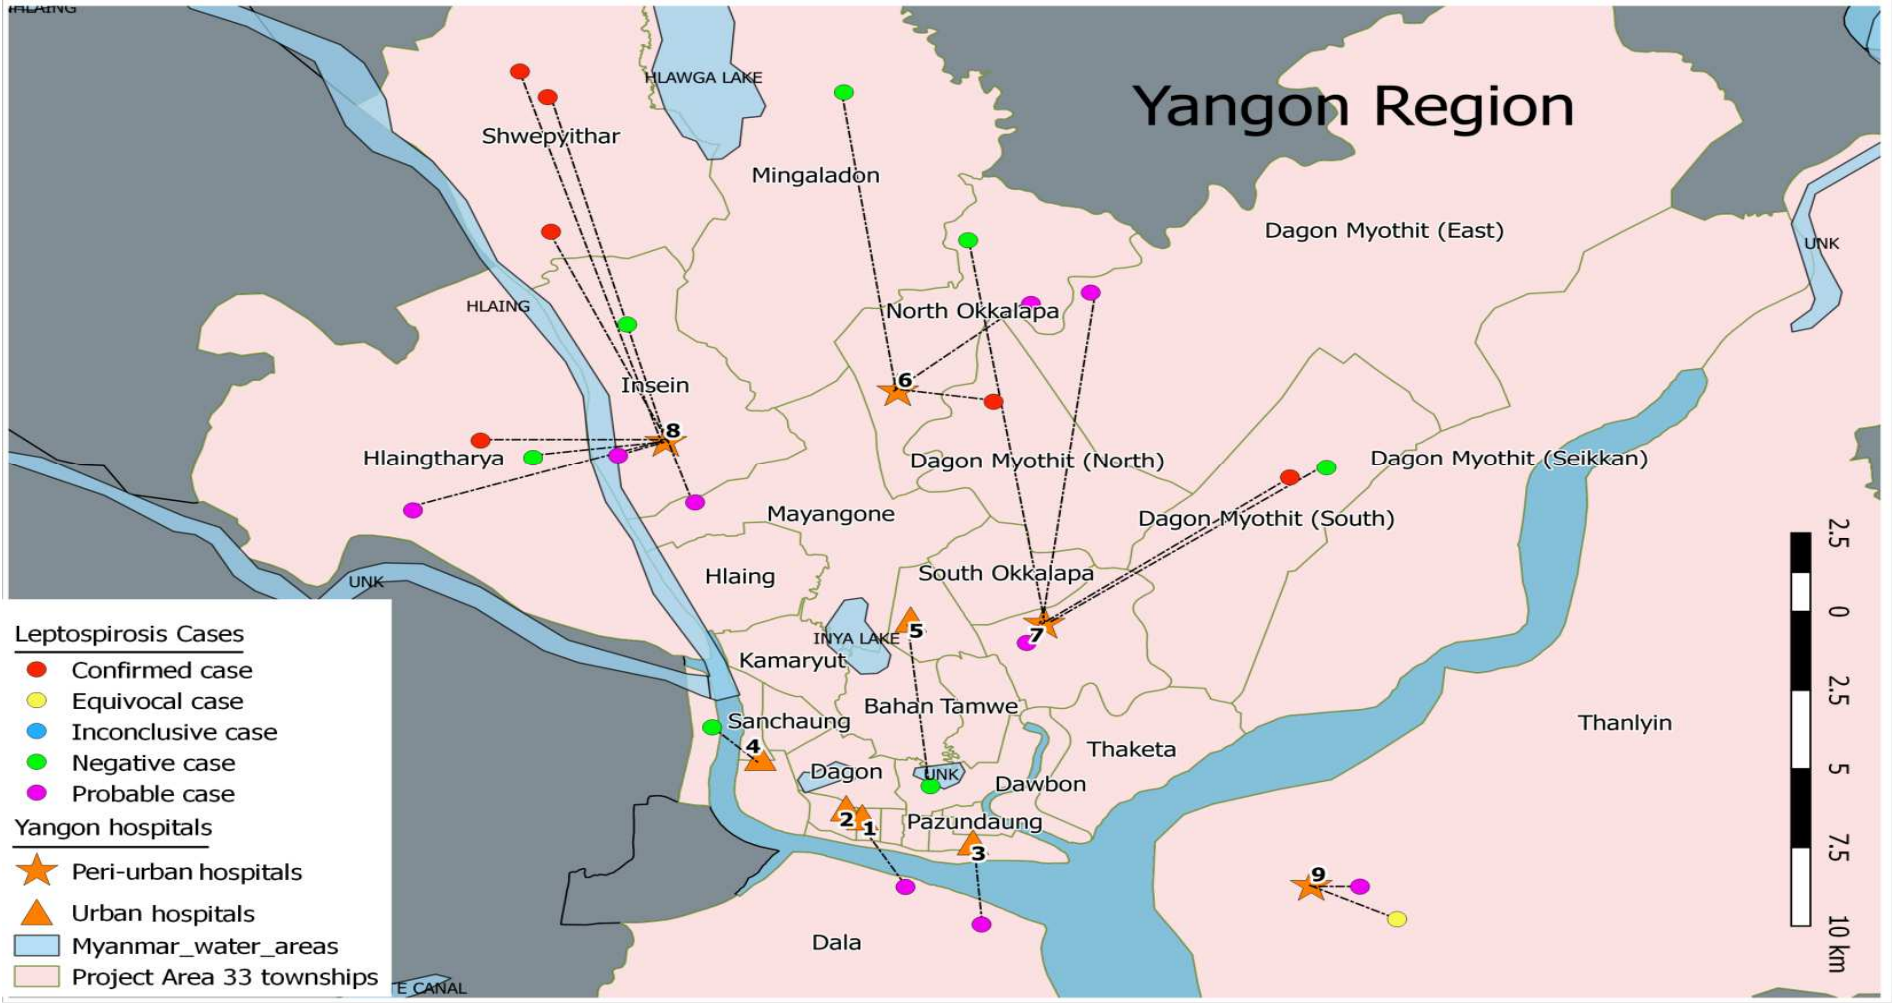 HLAING
HLAWGA LAKE
Yangon Region
Shwepyithar
Mingaladon
Dagon Myothit (East)
UNK
HLAING
North Okkalapa
6
Insein
8
Hlaingtharya
Dagon Myothit (North)
Dagon Myothit (Seikkan)
Mayangone
Dagon Myothit (South)
Hlaing
South Okkalapa
UNK
5
7
INYA LAKE
Kamaryut
Bahan Tamwe
Sanchaung
4
Thaketa
Thanlyin
Dagon
UNK
Dawbon
2
1
Pazundaung
3
9
Dala
E CANAL
2.5
0
2.5
5
7.5
10 km
Leptospirosis Cases
Confirmed case
Equivocal case
Inconclusive case
Negative case
Probable case
Yangon hospitals
Peri-urban hospitals
Urban hospitals
Myanmar_water_areas
Project Area 33 townships